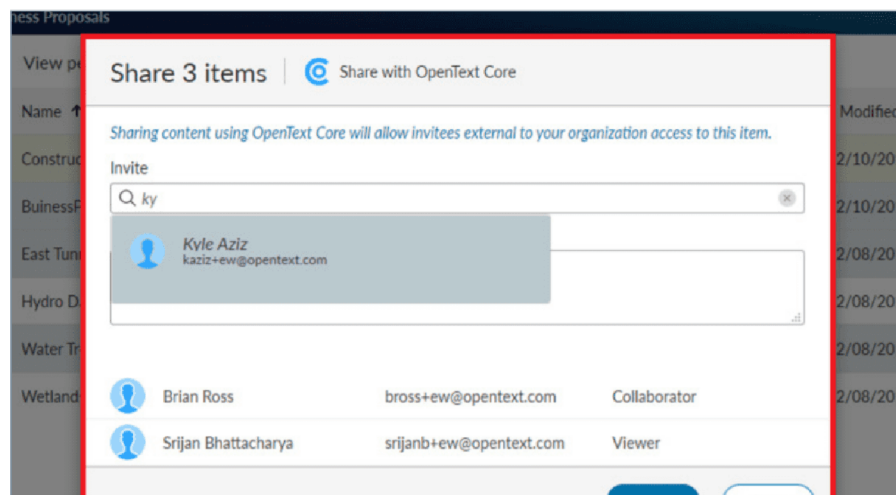 ness Proposals
View pe
Share 3 items Share with OpenText Core
Name Modified
Sharing content using OpenText Core will allow invitees external to your organization access to this item.
Construc 2/10/20
Invite
ky
BuinessP 2/10/20
East Tun 2/08/20
Kyle Aziz
kaziz+ew@opentext.com
Hydro D 2/08/20
Water Tr 2/08/20
Wetland Brian Ross bross+ew@opentext.com Collaborator 2/08/20
Srijan Bhattacharya srijanb+ew@opentext.com Viewer